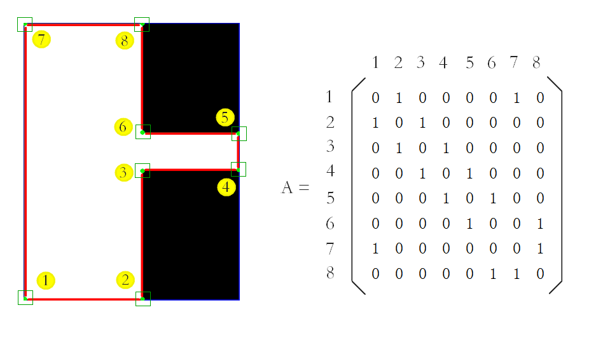 7 8
6 5
3 4
1 2
A =
1 2 3 4 5 6 7 8
1 0 1 0 0 0 0 1 0
2 1 0 1 0 0 0 0 0
3 0 1 0 1 0 0 0 0
4 0 0 1 0 1 0 0 0
5 0 0 0 1 0 1 0 0
6 0 0 0 0 1 0 0 1
7 1 0 0 0 0 0 0 1
8 0 0 0 0 0 1 1 0